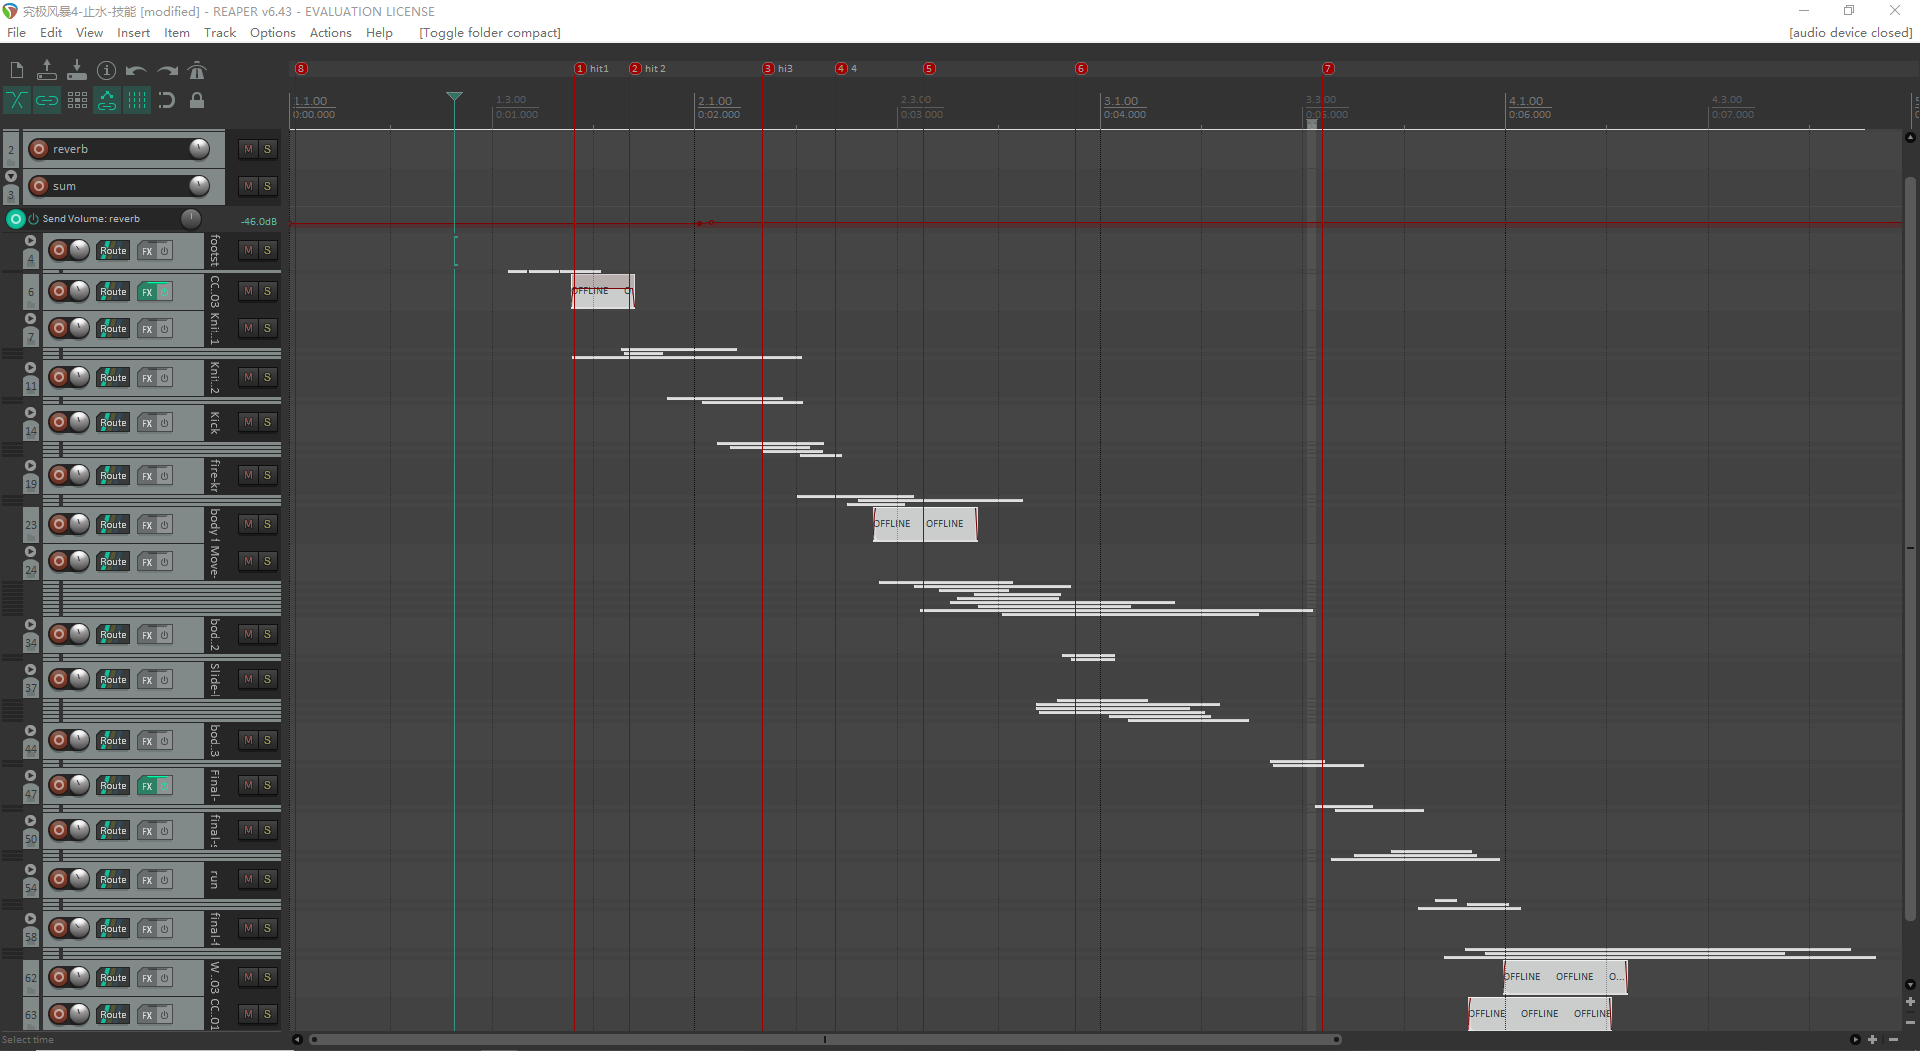 究极风暴4-止水-技能 [modified] - REAPER v6.43 - EVALUATION LICENSE
File Edit View Insert Item Track Options Actions Help [Toggle folder compact] [audio device closed]
8 1 hit1 2 hit 2 3 hi3 4 4 5 6 7
1.1.00 1.3.00 2.1.00 2.3.00 3.1.00 3.3.00 4.1.00 4.3.00
0:00.000 0:01.000 0:02.000 0:03.000 0:04.000 0:05.000 0:06.000 0:07.000
2 reverb M S
3 sum M S
Send Volume: reverb -46.0dB
4 Route FX footst M S
6 Route FX CC..03 M S OFFLINE
7 Route FX Kni..1 M S
11 Route FX Kni..2 M S
14 Route FX Kick M S
19 Route FX fire-kr M S
23 Route FX body f M S OFFLINE OFFLINE
24 Route FX Move- M S
34 Route FX bod..2 M S
37 Route FX Slide-l M S
44 Route FX bod..3 M S
47 Route FX Final- M S
50 Route FX final-s M S
54 Route FX run M S
58 Route FX final-f M S
62 Route FX W ..03 M S OFFLINE OFFLINE O...
63 Route FX CC..01 M S OFFLINE OFFLINE OFFLINE
Select time